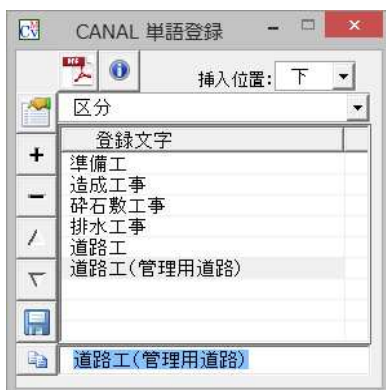 CV CANAL 単語登録
挿入位置: 下
区分
登録文字
準備工
造成工事
砕石敷工事
排水工事
道路工
道路工(管理用道路)
道路工(管理用道路)